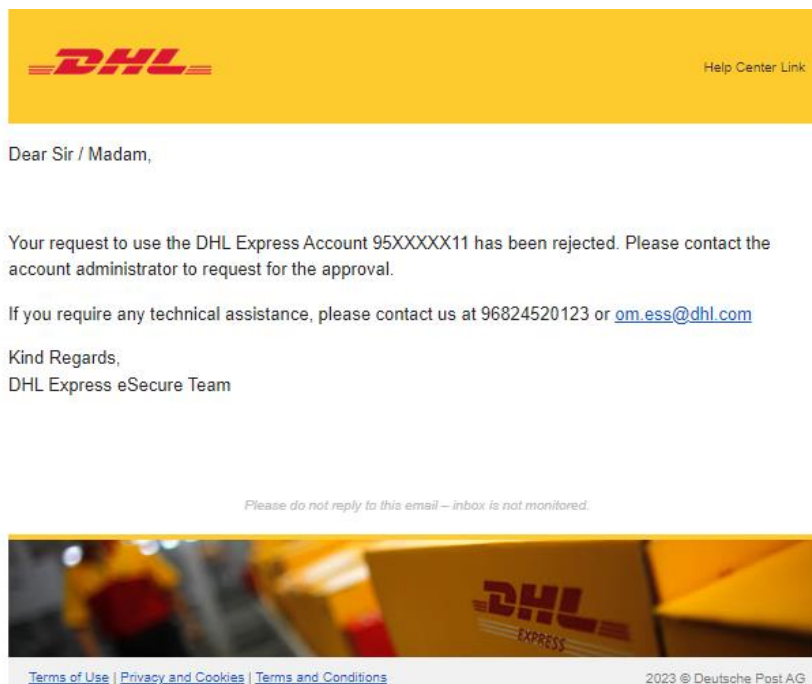 DHL
Help Center Link
Dear Sir / Madam,
Your request to use the DHL Express Account 95XXXXX11 has been rejected. Please contact the
account administrator to request for the approval.
If you require any technical assistance, please contact us at 96824520123 or om.ess@dhl.com
Kind Regards,
DHL Express eSecure Team
Please do not reply to this email – inbox is not monitored.
DHL
EXPRESS
Terms of Use | Privacy and Cookies | Terms and Conditions
2023 © Deutsche Post AG